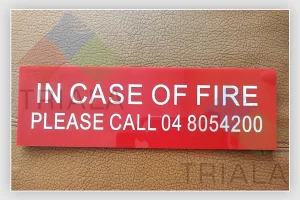 TRIALA
IN CASE OF FIRE
PLEASE CALL 04 8054200
TRIALA